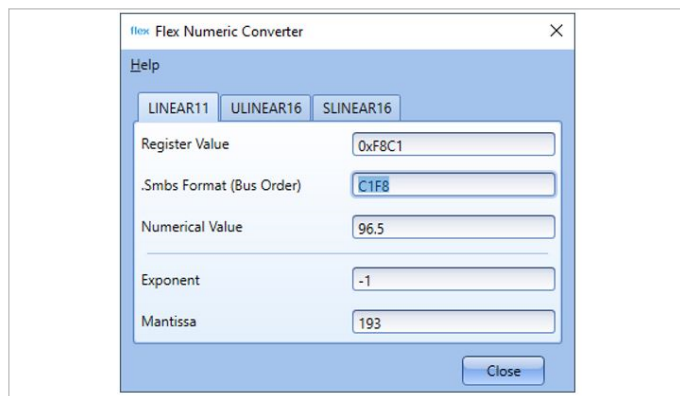 flex Flex Numeric Converter
Help
LINEAR11 ULINEAR16 SLINEAR16
Register Value 0xF8C1
.Smbs Format (Bus Order) C1F8
Numerical Value 96.5
Exponent -1
Mantissa 193
Close